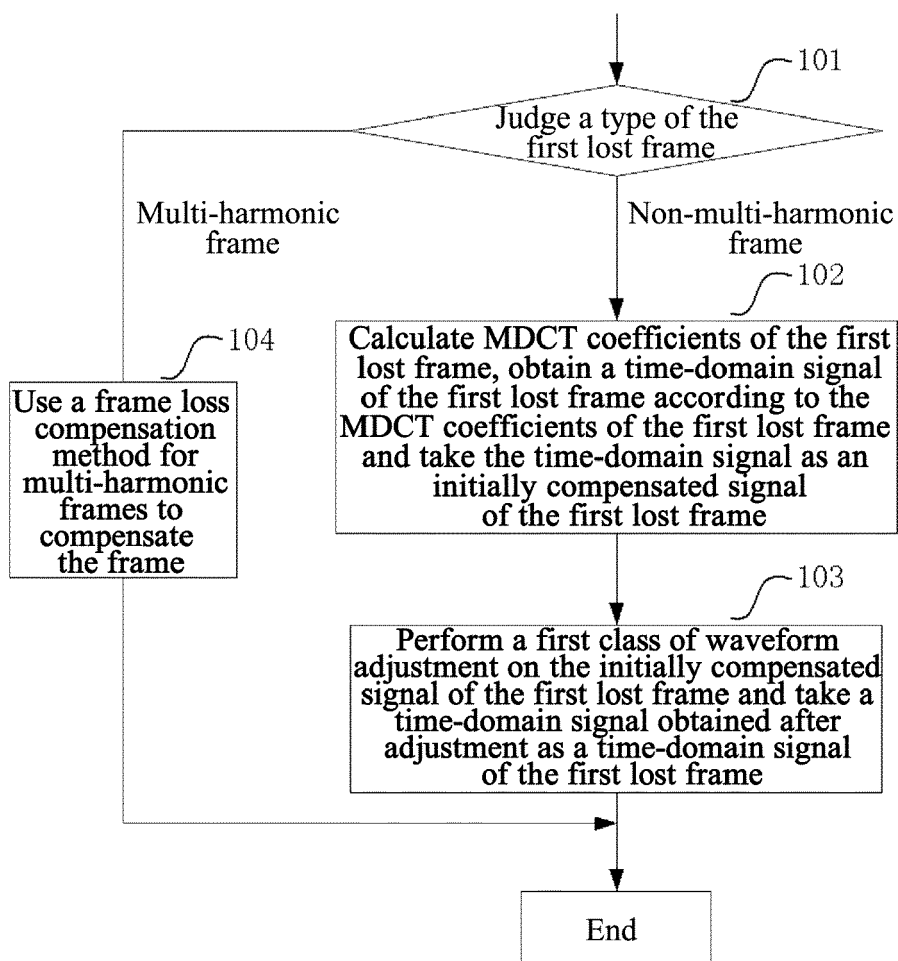 101
Judge a type of the
first lost frame
Multi-harmonic
frame
Non-multi-harmonic
frame
102
Calculate MDCT coefficients of the first
lost frame, obtain a time-domain signal
of the first lost frame according to the
MDCT coefficients of the first lost frame
and take the time-domain signal as an
initially compensated signal
of the first lost frame
104
Use a frame loss
compensation
method for
multi-harmonic
frames to
compensate
the frame
103
Perform a first class of waveform
adjustment on the initially compensated
signal of the first lost frame and take a
time-domain signal obtained after
adjustment as a time-domain signal
of the first lost frame
End